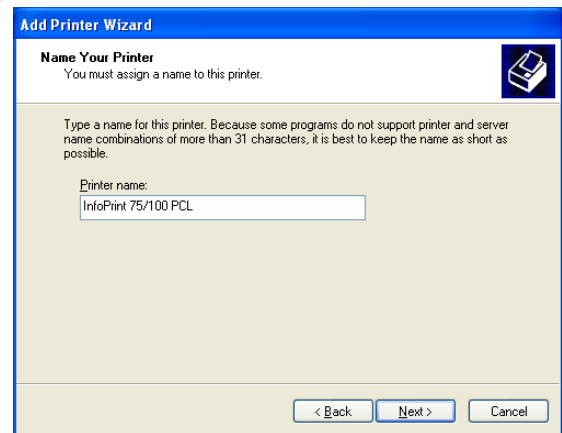 Add Printer Wizard
Name Your Printer
You must assign a name to this printer.
Type a name for this printer. Because some programs do not support printer and server
name combinations of more than 31 characters, it is best to keep the name as short as
possible.
Printer name:
InfoPrint 75/100 PCL
< Back Next > Cancel